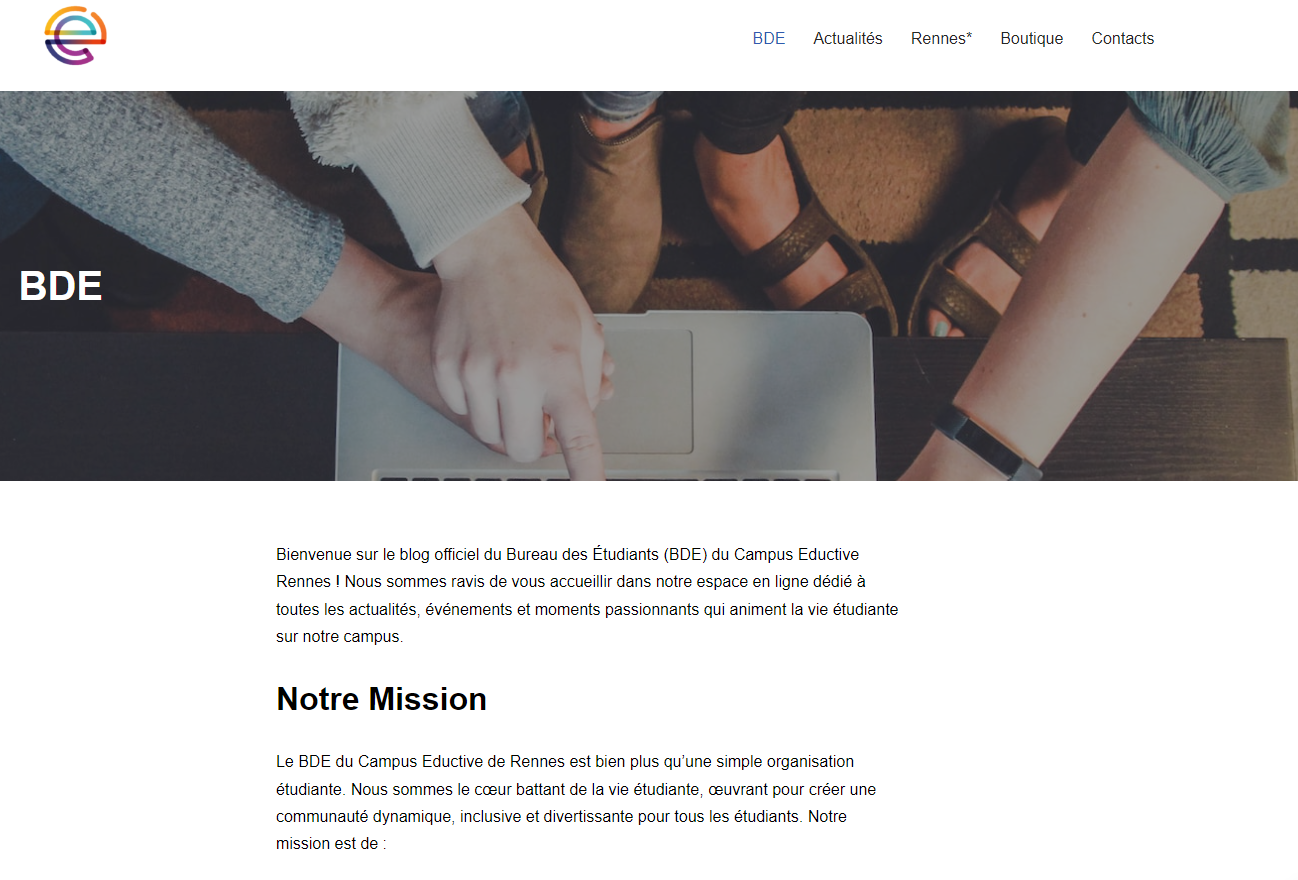 BDE Actualités Rennes* Boutique Contacts
BDE
Bienvenue sur le blog officiel du Bureau des Étudiants (BDE) du Campus Eductive
Rennes ! Nous sommes ravis de vous accueillir dans notre espace en ligne dédié à
toutes les actualités, événements et moments passionnants qui animent la vie étudiante
sur notre campus.
Notre Mission
Le BDE du Campus Eductive de Rennes est bien plus qu’une simple organisation
étudiante. Nous sommes le cœur battant de la vie étudiante, œuvrant pour créer une
communauté dynamique, inclusive et divertissante pour tous les étudiants. Notre
mission est de :